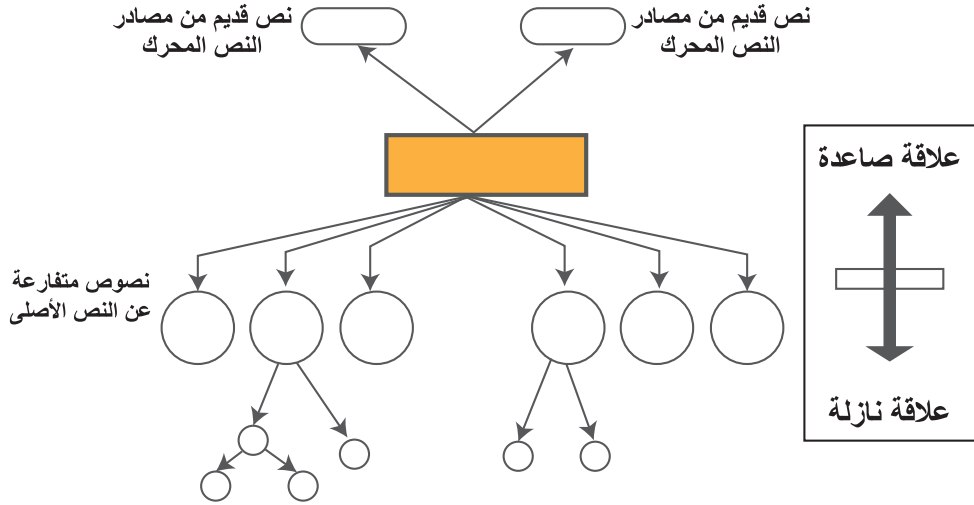 نص قديم من مصادر
النص المحرك
نص قديم من مصادر
النص المحرك
علاقة صاعدة
نصوص متفارعة
عن النص الأصلى
علاقة نازلة